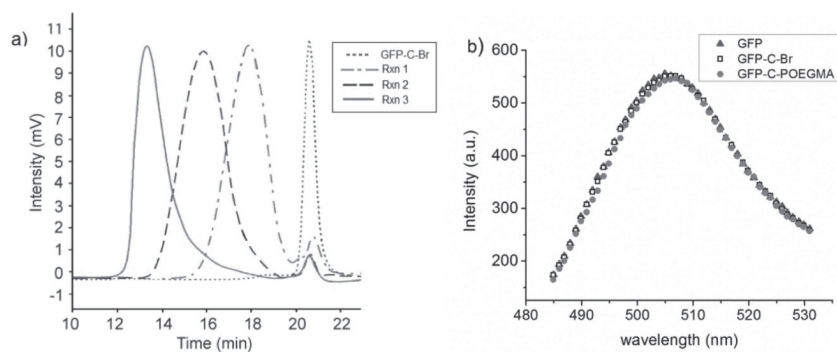 a)
Intensity (mV)
11
10
9
8
7
6
5
4
3
2
1
0
-1
10 12 14 16 18 20 22
Time (min)
GFP-C-Br
Rxn 1
Rxn 2
Rxn 3
b)
Intensity (a.u.)
600
500
400
300
200
480 490 500 510 520 530
wavelength (nm)
GFP
GFP-C-Br
GFP-C-POEGMA